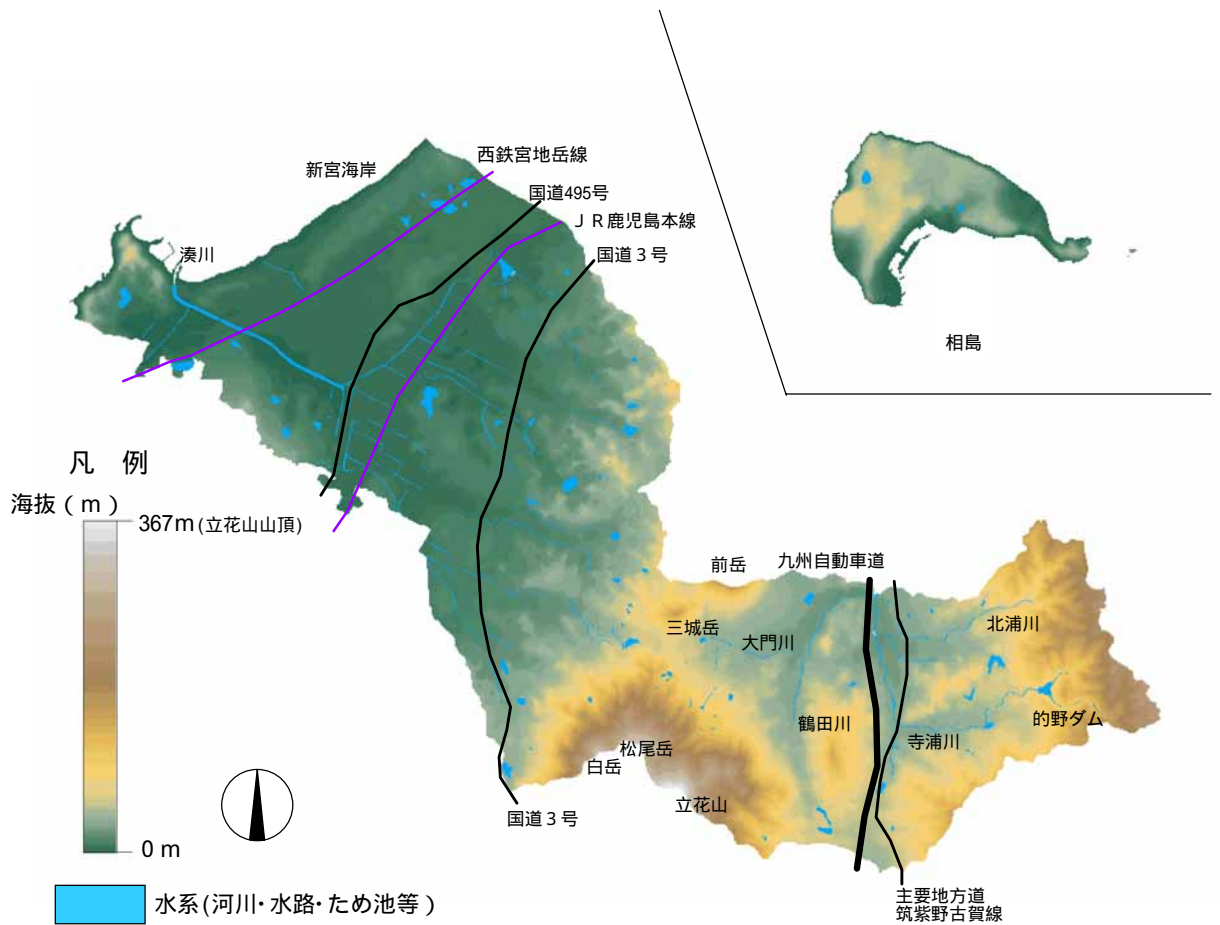 新宮海岸
西鉄宮地岳線
国道495号
ＪＲ鹿児島本線
国道３号
湊川
相島
凡 例
海抜（ｍ）
367m(立花山山頂)
0 m
水系(河川・水路・ため池等)
前岳
九州自動車道
三城岳
大門川
北浦川
鶴田川
寺浦川
的野ダム
松尾岳
白岳
立花山
国道３号
主要地方道
筑紫野古賀線